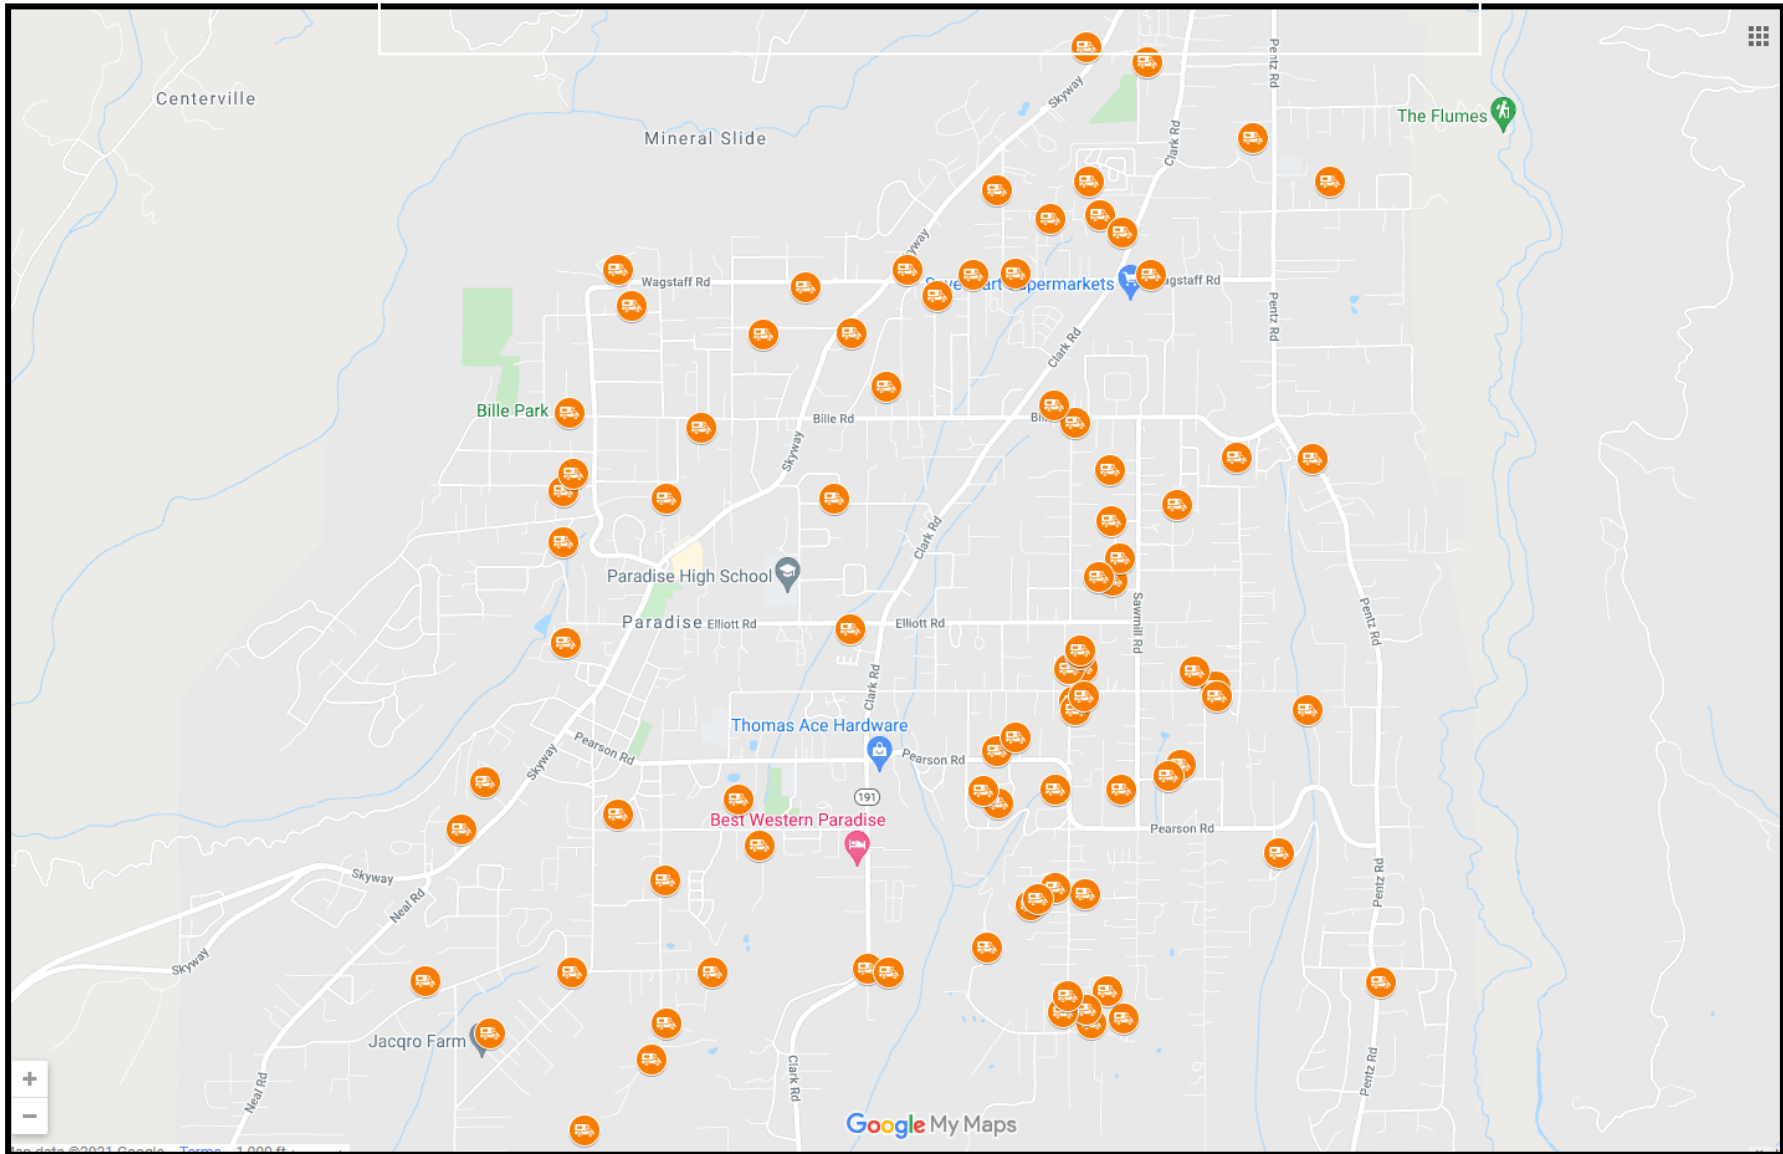 Centerville
Mineral Slide
The Flumes
Skyway
Clark Rd
Pentz Rd
Wagstaff Rd
Pentz Rd
Clark Rd
Bille Park
Bille Rd
Skyway
Clark Rd
Paradise High School
Paradise
Elliott Rd
Elliott Rd
Sawmill Rd
Pentz Rd
Clark Rd
Thomas Ace Hardware
Pearson Rd
Pearson Rd
Skyway
191
Best Western Paradise
Pearson Rd
Skyway
Neal Rd
Pentz Rd
Skyway
Jacqro Farm
Neal Rd
Clark Rd
Pentz Rd
+
−
Google My Maps